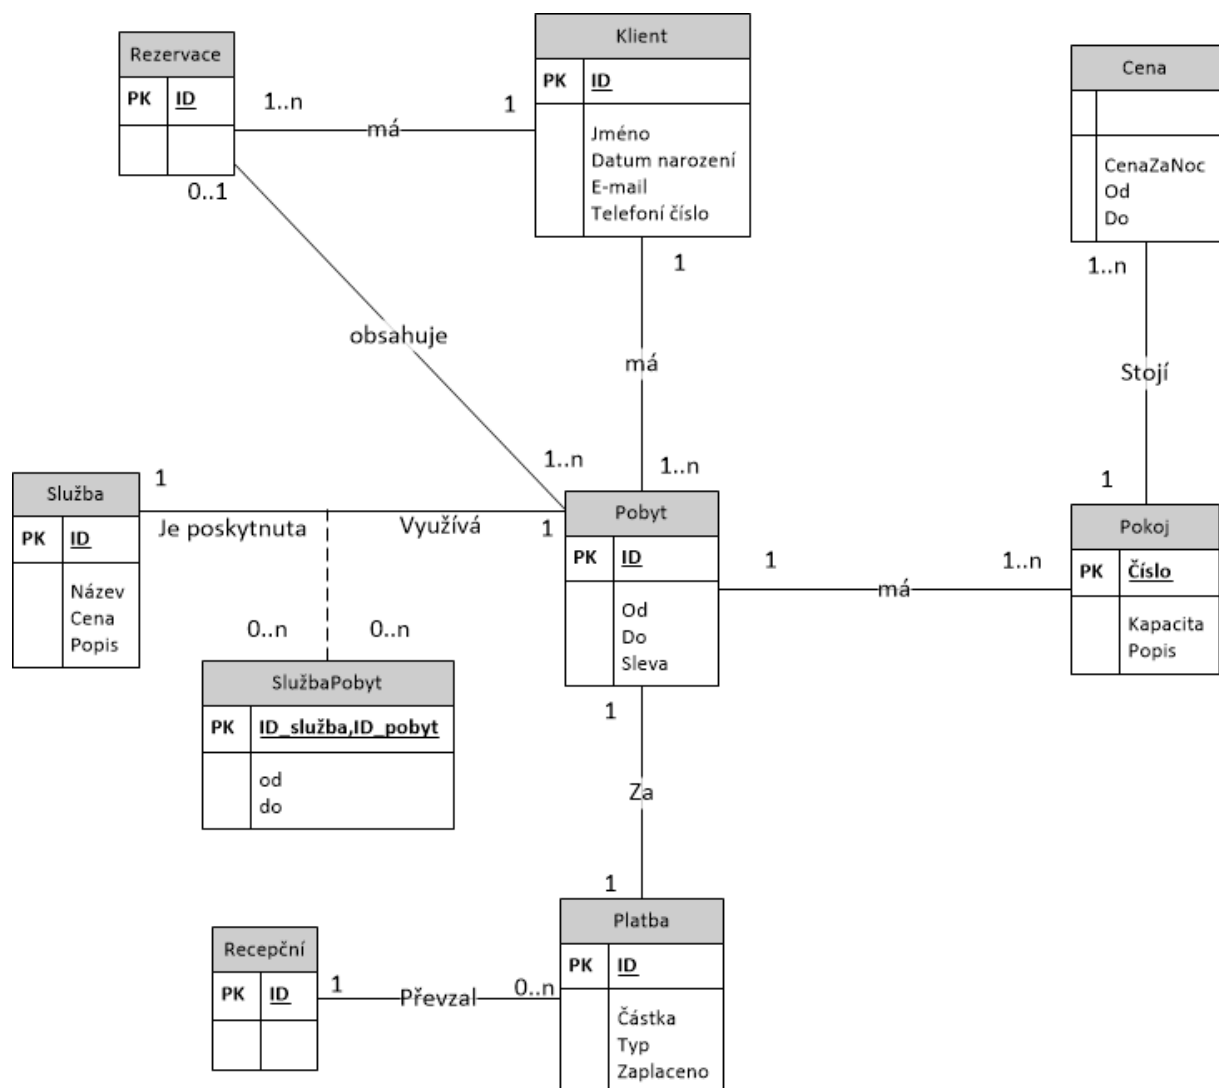 Rezervace
PK ID
1..n
má
1
0..1
Klient
PK ID
Jméno
Datum narození
E-mail
Telefoní číslo
1
Cena
CenaZaNoc
Od
Do
1..n
obsahuje
má
Stojí
1..n
1..n
1
Služba
PK ID
Název
Cena
Popis
1
Je poskytnuta
Využívá
1
Pobyt
PK ID
Od
Do
Sleva
1
má
1..n
Pokoj
PK Číslo
Kapacita
Popis
0..n
0..n
SlužbaPobyt
PK ID_služba,ID_pobyt
od
do
1
Za
1
Recepční
PK ID
1
Převzal
0..n
Platba
PK ID
Částka
Typ
Zaplaceno